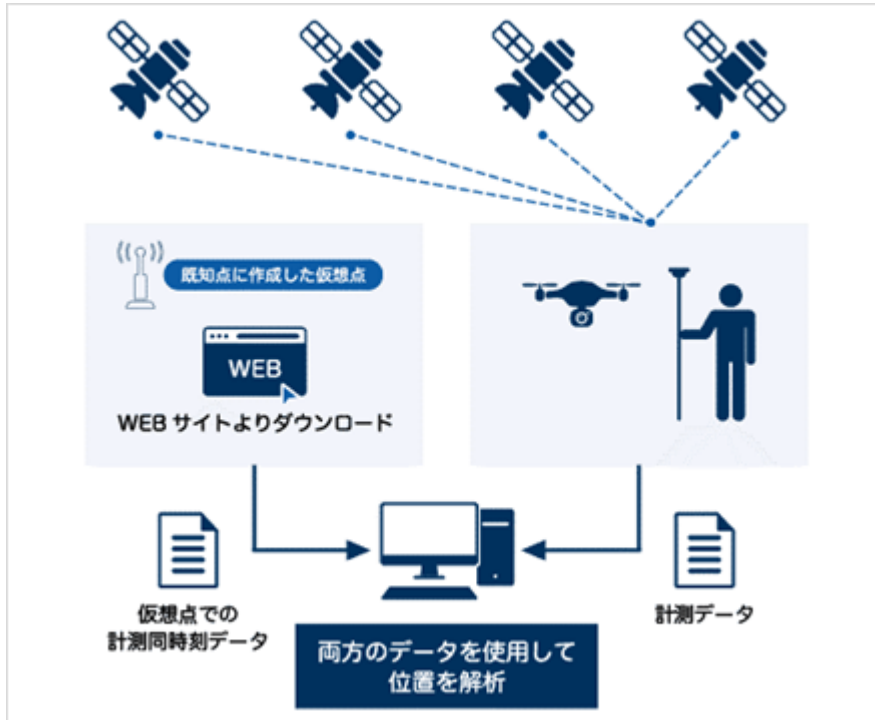 既知点に作成した仮想点
WEB
WEB サイトよりダウンロード
仮想点での
計測同時刻データ
計測データ
両方のデータを使用して
位置を解析